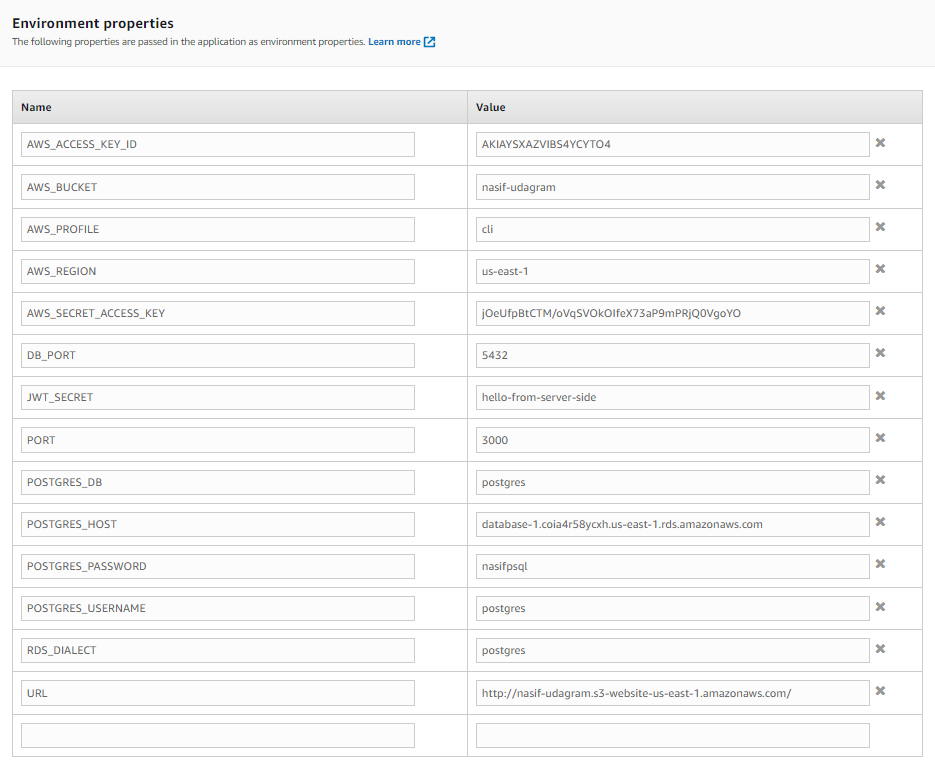 Environment properties
The following properties are passed in the application as environment properties. Learn more
Name Value
AWS_ACCESS_KEY_ID AKIAYSXAZVIBS4YCYTO4
AWS_BUCKET nasif-udagram
AWS_PROFILE cli
AWS_REGION us-east-1
AWS_SECRET_ACCESS_KEY jOeUfpBtCTM/oVqSVOkOIfeX73aP9mPRjQ0VgoYO
DB_PORT 5432
JWT_SECRET hello-from-server-side
PORT 3000
POSTGRES_DB postgres
POSTGRES_HOST database-1.coia4r58ycxh.us-east-1.rds.amazonaws.com
POSTGRES_PASSWORD nasifpsql
POSTGRES_USERNAME postgres
RDS_DIALECT postgres
URL http://nasif-udagram.s3-website-us-east-1.amazonaws.com/